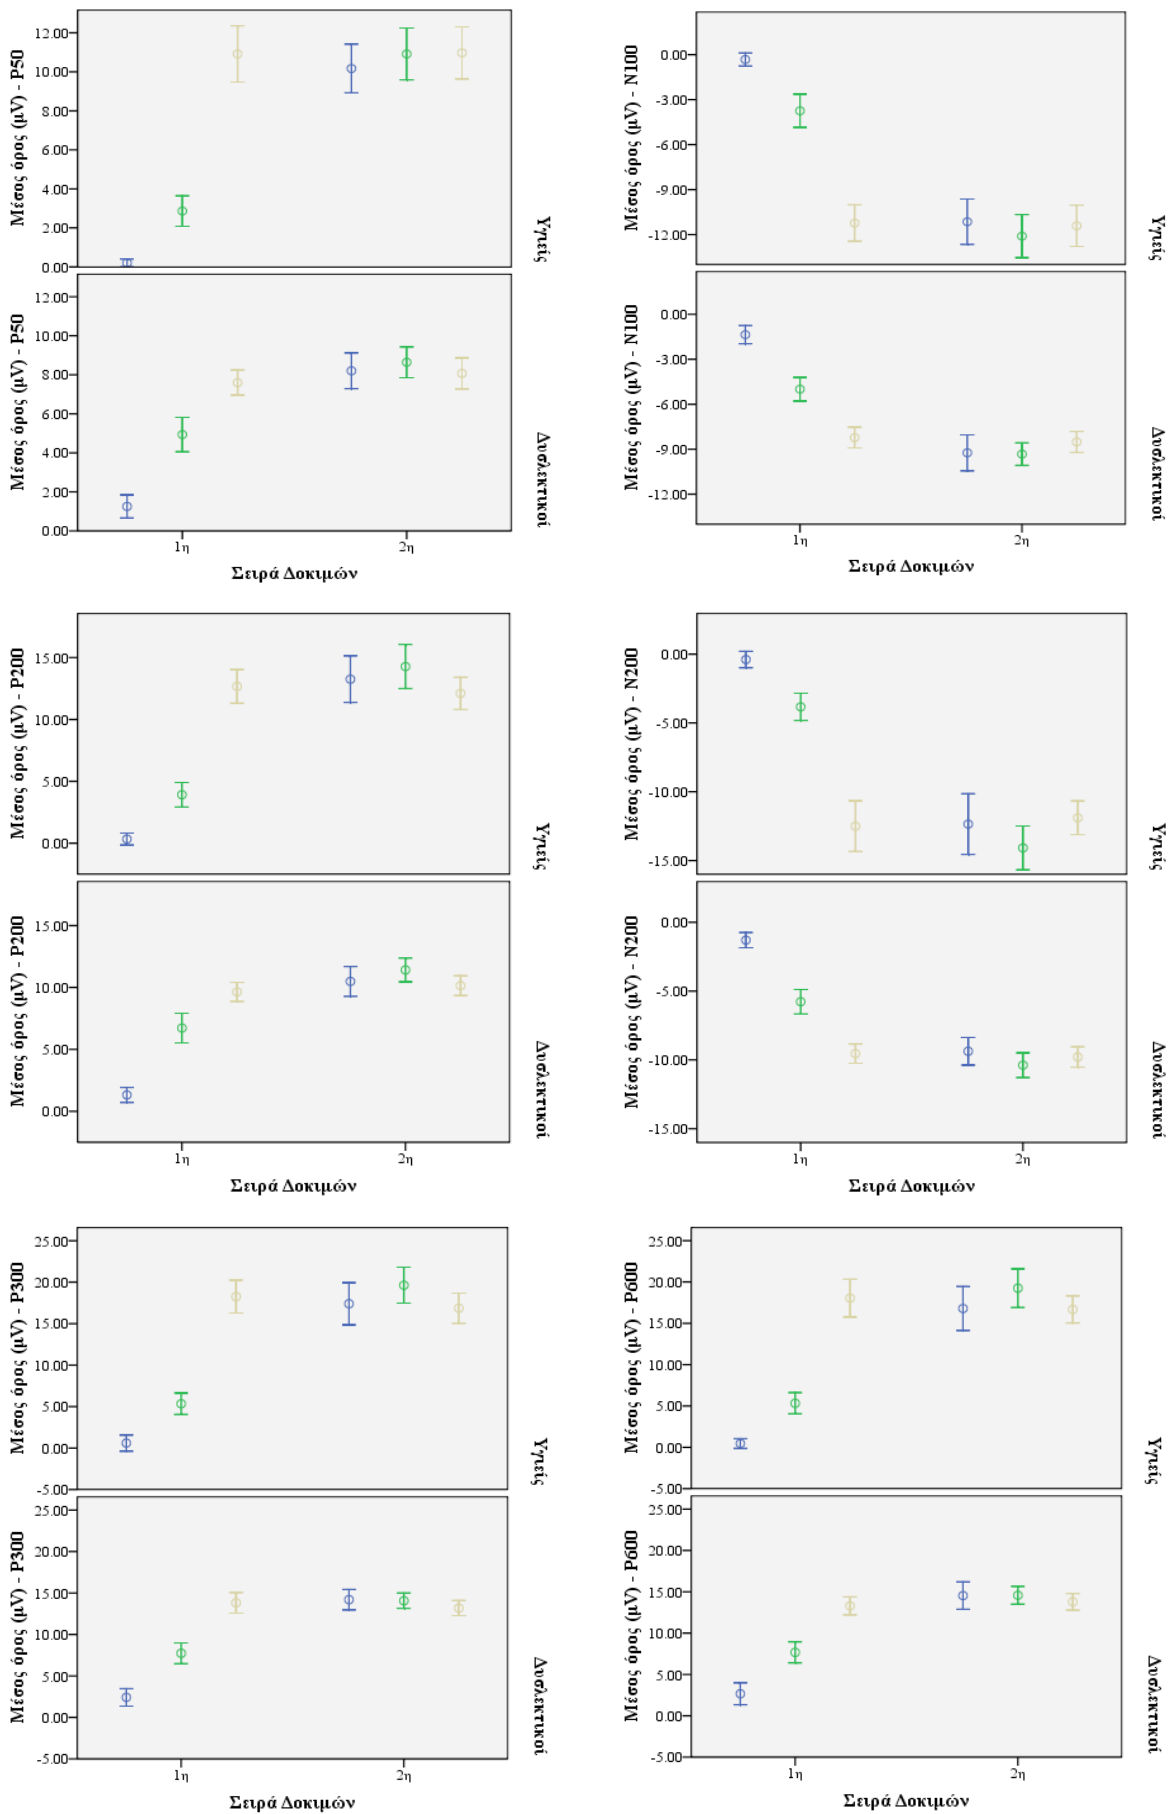 12.00
10.00
8.00
6.00
4.00
2.00
0.00
Μέσος όρος (μV) - P50
Υγιείς
12.00
10.00
8.00
6.00
4.00
2.00
0.00
Μέσος όρος (μV) - P50
Δυσλεκτικοί
1η 2η
Σειρά Δοκιμών
0.00
-3.00
-6.00
-9.00
-12.00
Μέσος όρος (μV) - N100
Υγιείς
0.00
-3.00
-6.00
-9.00
-12.00
Μέσος όρος (μV) - N100
Δυσλεκτικοί
1η 2η
Σειρά Δοκιμών
15.00
10.00
5.00
0.00
Μέσος όρος (μV) - P200
Υγιείς
15.00
10.00
5.00
0.00
Μέσος όρος (μV) - P200
Δυσλεκτικοί
1η 2η
Σειρά Δοκιμών
0.00
-5.00
-10.00
-15.00
Μέσος όρος (μV) - N200
Υγιείς
0.00
-5.00
-10.00
-15.00
Μέσος όρος (μV) - N200
Δυσλεκτικοί
1η 2η
Σειρά Δοκιμών
25.00
20.00
15.00
10.00
5.00
0.00
-5.00
Μέσος όρος (μV) - P300
Υγιείς
25.00
20.00
15.00
10.00
5.00
0.00
-5.00
Μέσος όρος (μV) - P300
Δυσλεκτικοί
1η 2η
Σειρά Δοκιμών
25.00
20.00
15.00
10.00
5.00
0.00
-5.00
Μέσος όρος (μV) - P600
Υγιείς
25.00
20.00
15.00
10.00
5.00
0.00
-5.00
Μέσος όρος (μV) - P600
Δυσλεκτικοί
1η 2η
Σειρά Δοκιμών